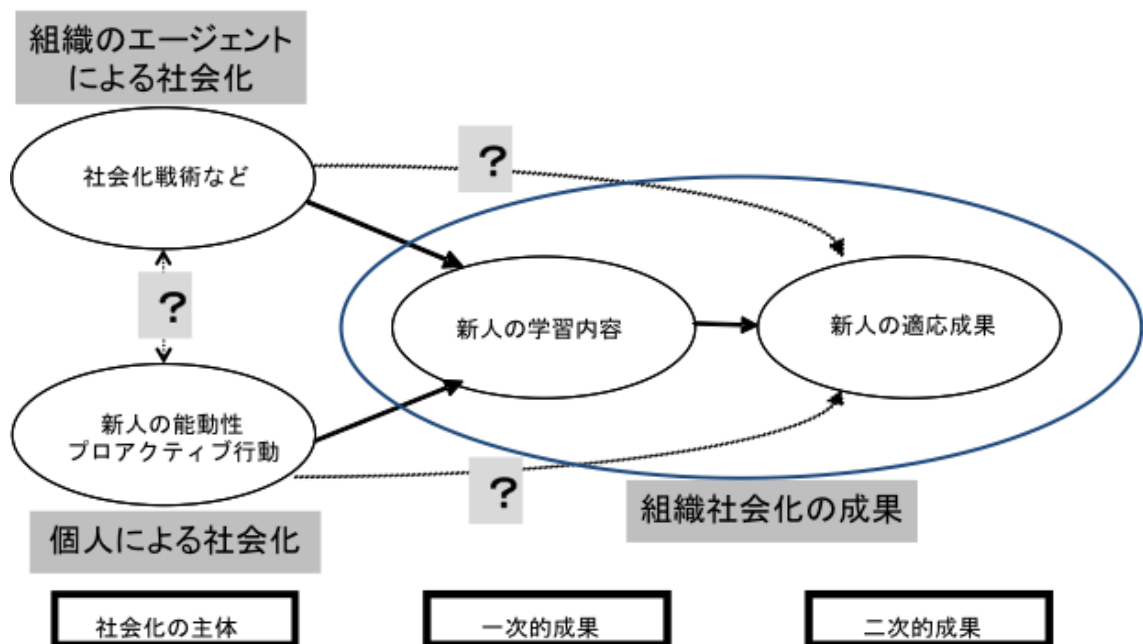 組織のエージェント
による社会化
社会化戦術など
?
?
新人の学習内容
新人の適応成果
新人の能動性
プロアクティブ行動
?
組織社会化の成果
個人による社会化
社会化の主体
一次的成果
二次的成果